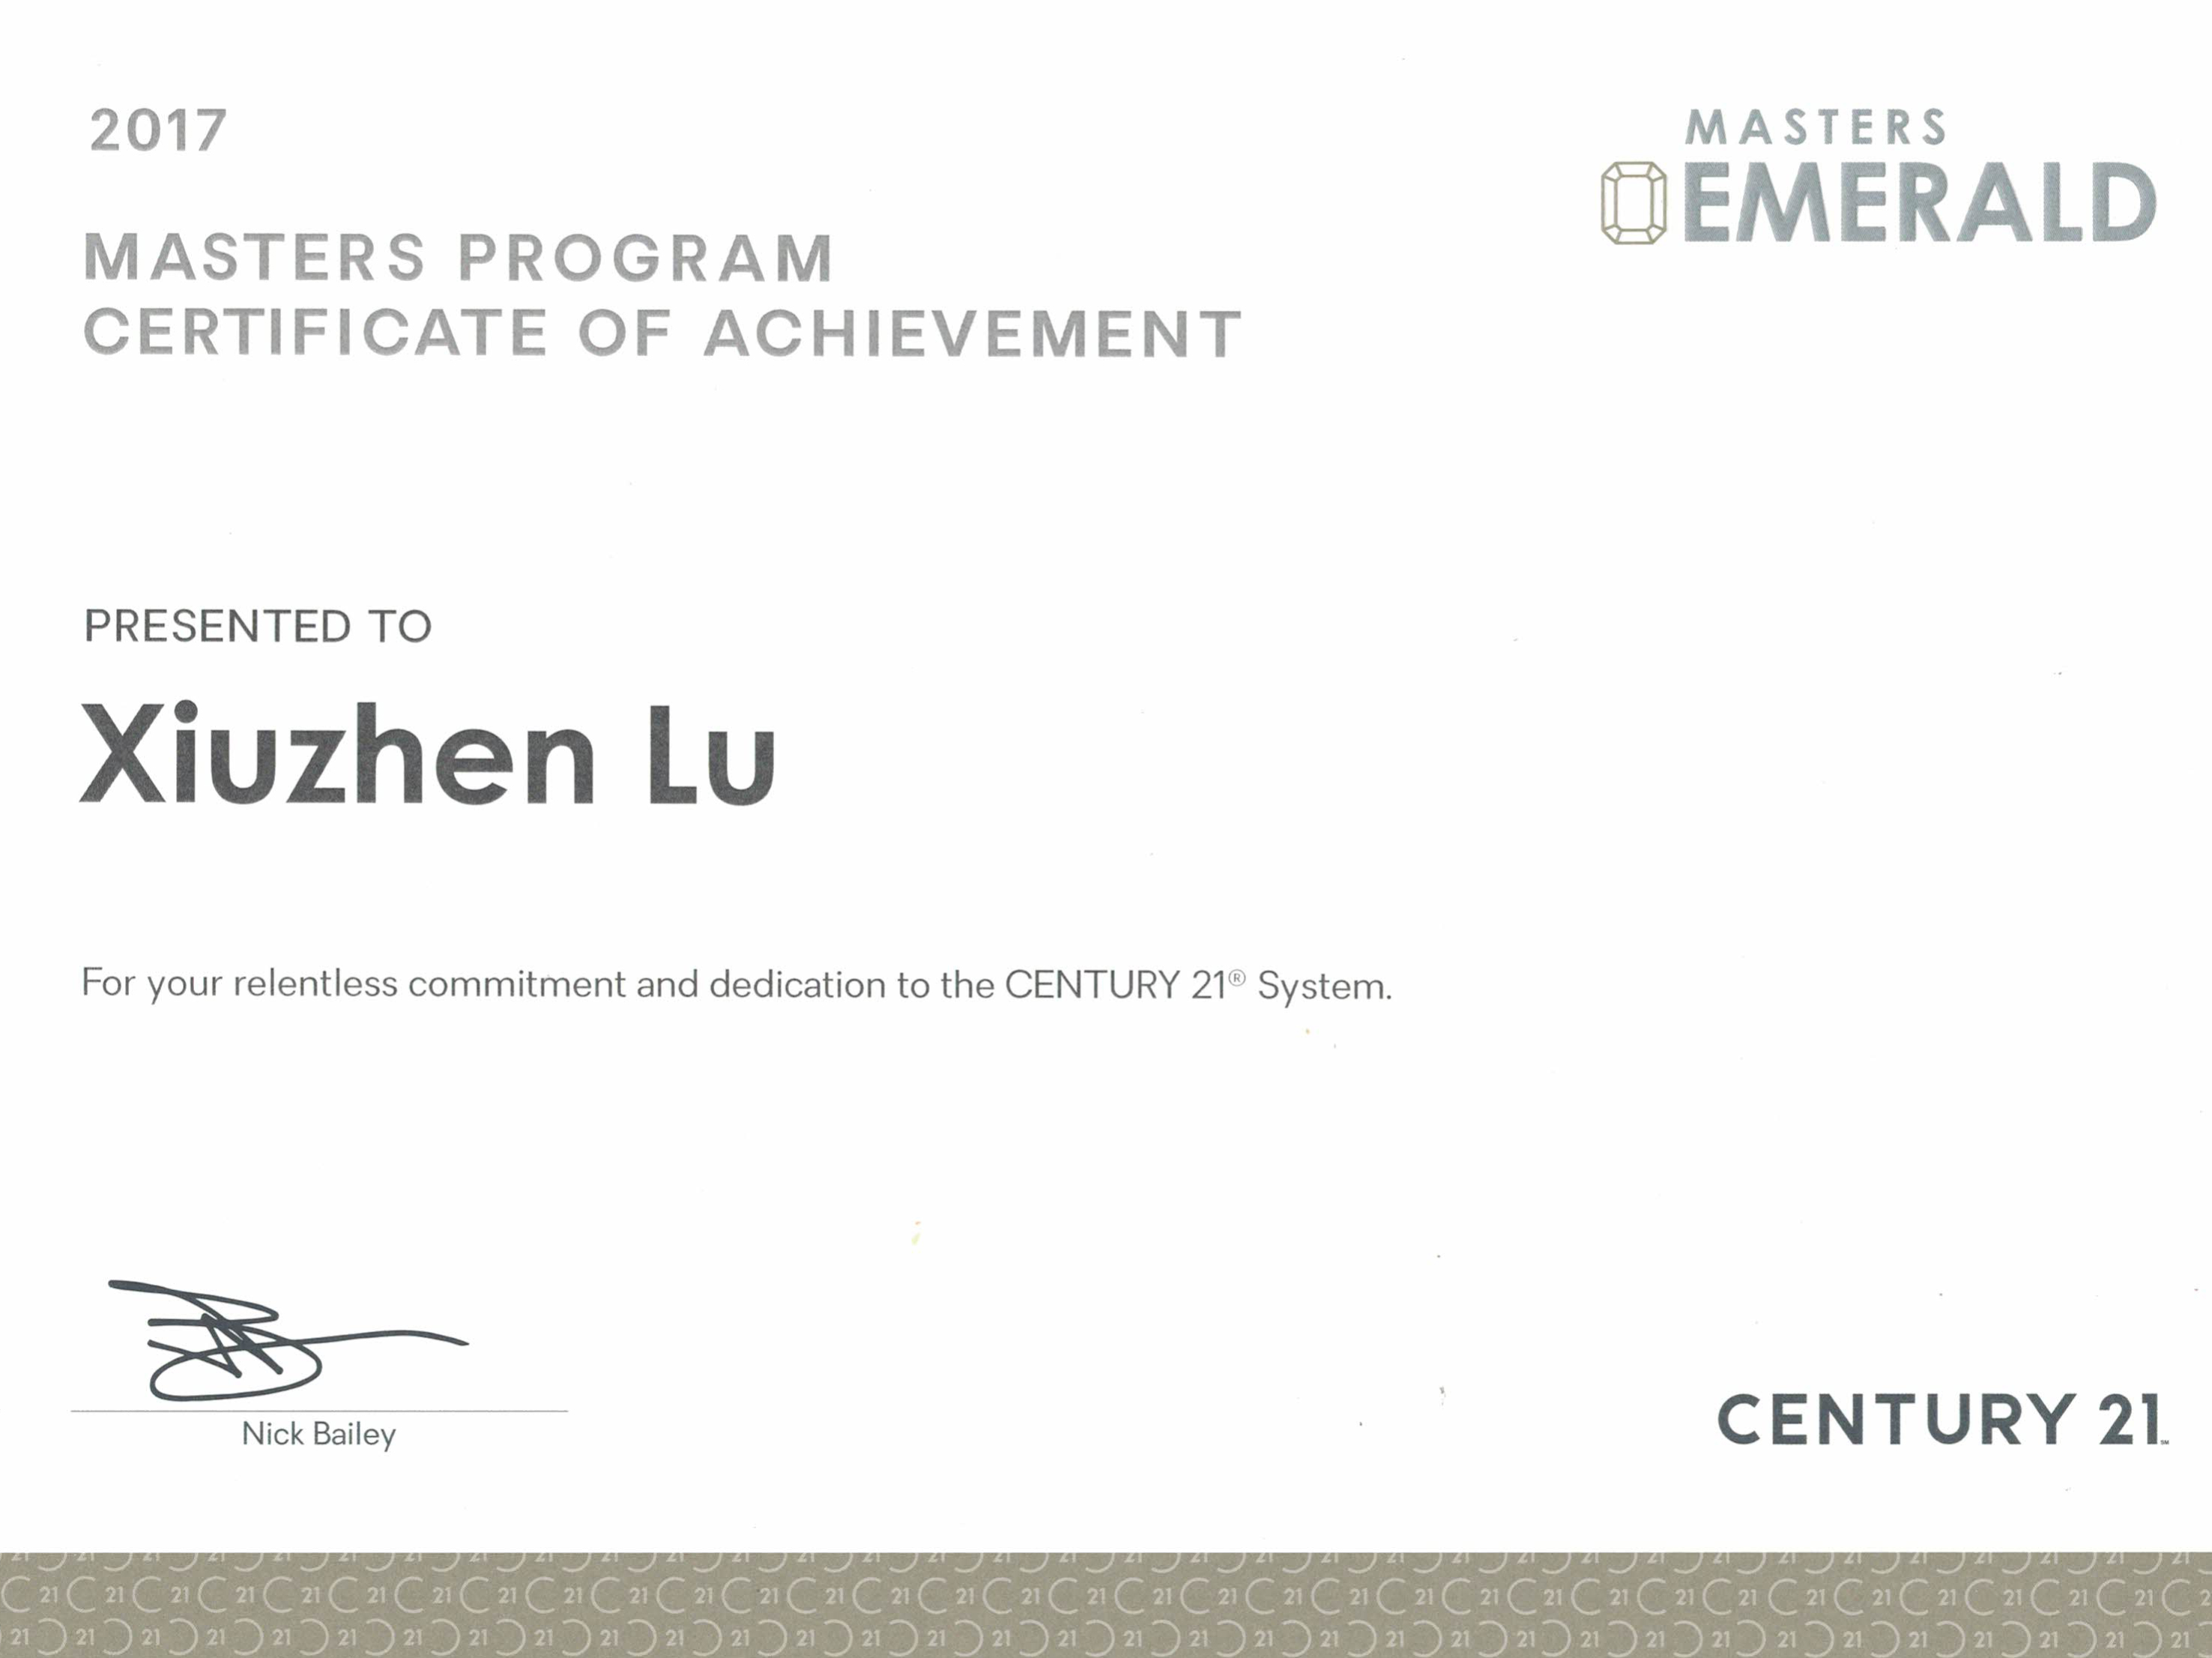 2017
MASTERS
EMERALD
MASTERS PROGRAM
CERTIFICATE OF ACHIEVEMENT
PRESENTED TO
Xiuzhen Lu
For your relentless commitment and dedication to the CENTURY 21® System.
Nick Bailey
CENTURY 21℠